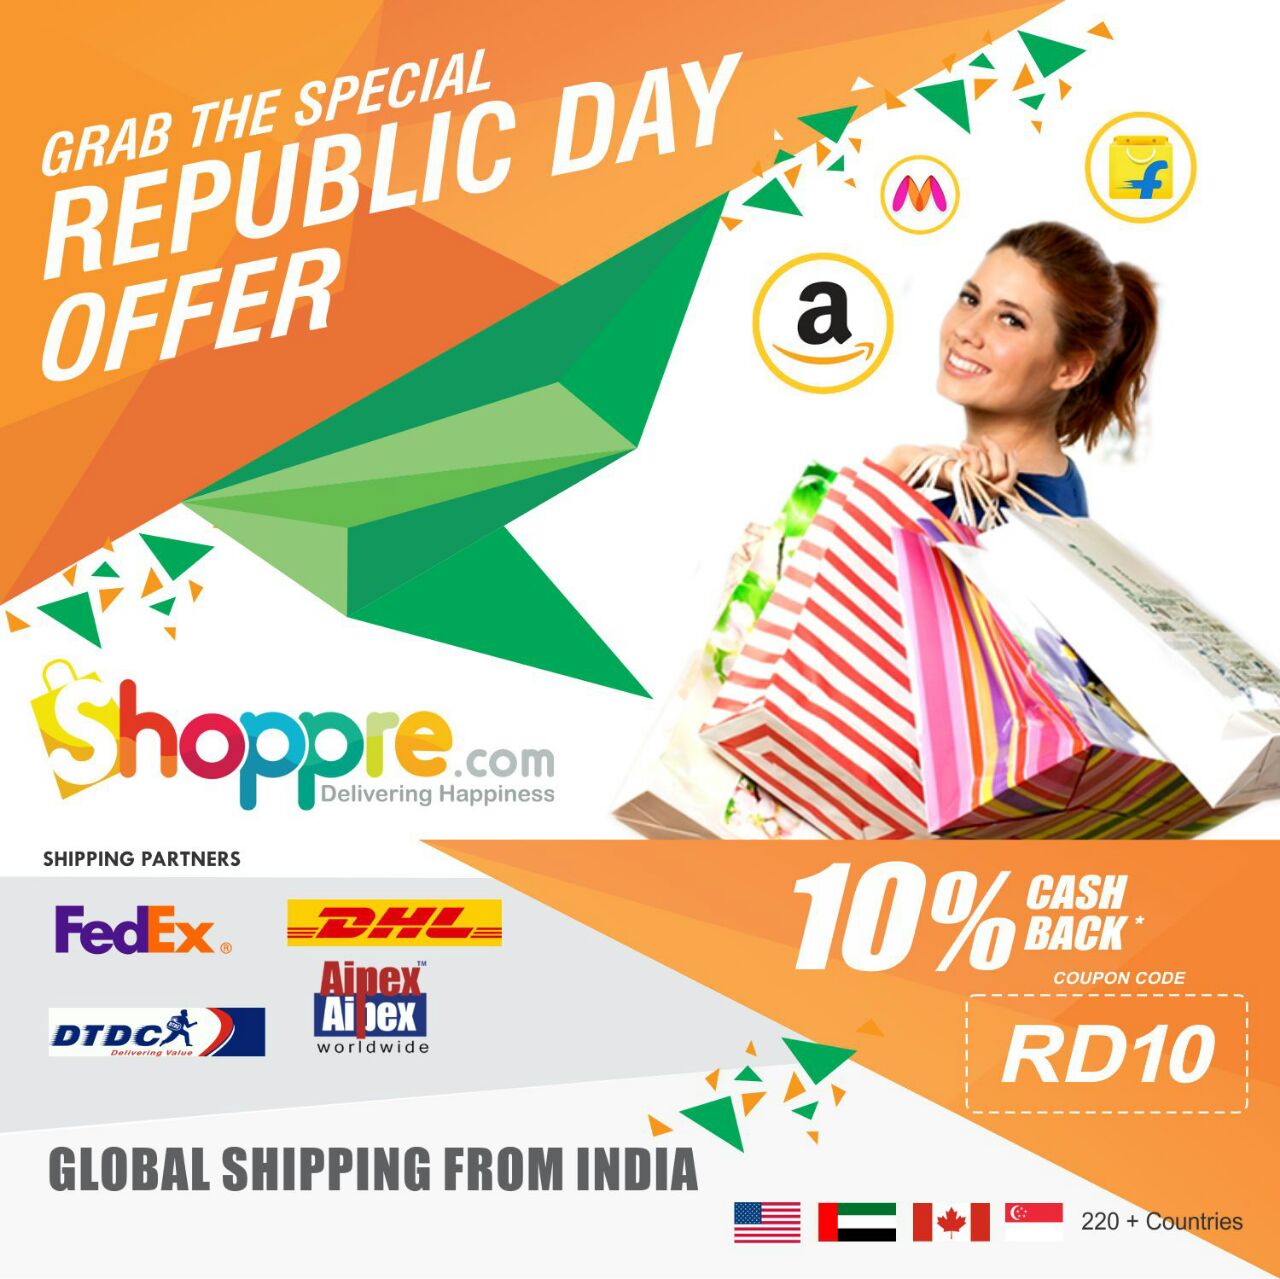 GRAB THE SPECIAL
REPUBLIC DAY
OFFER
a
f
Shoppre.com
Delivering Happiness
SHIPPING PARTNERS
FedEx®
DHL
Aipex™
Aipex
worldwide
DTDC
Delivering Value
10% CASH
BACK*
COUPON CODE
RD10
GLOBAL SHIPPING FROM INDIA
220 + Countries